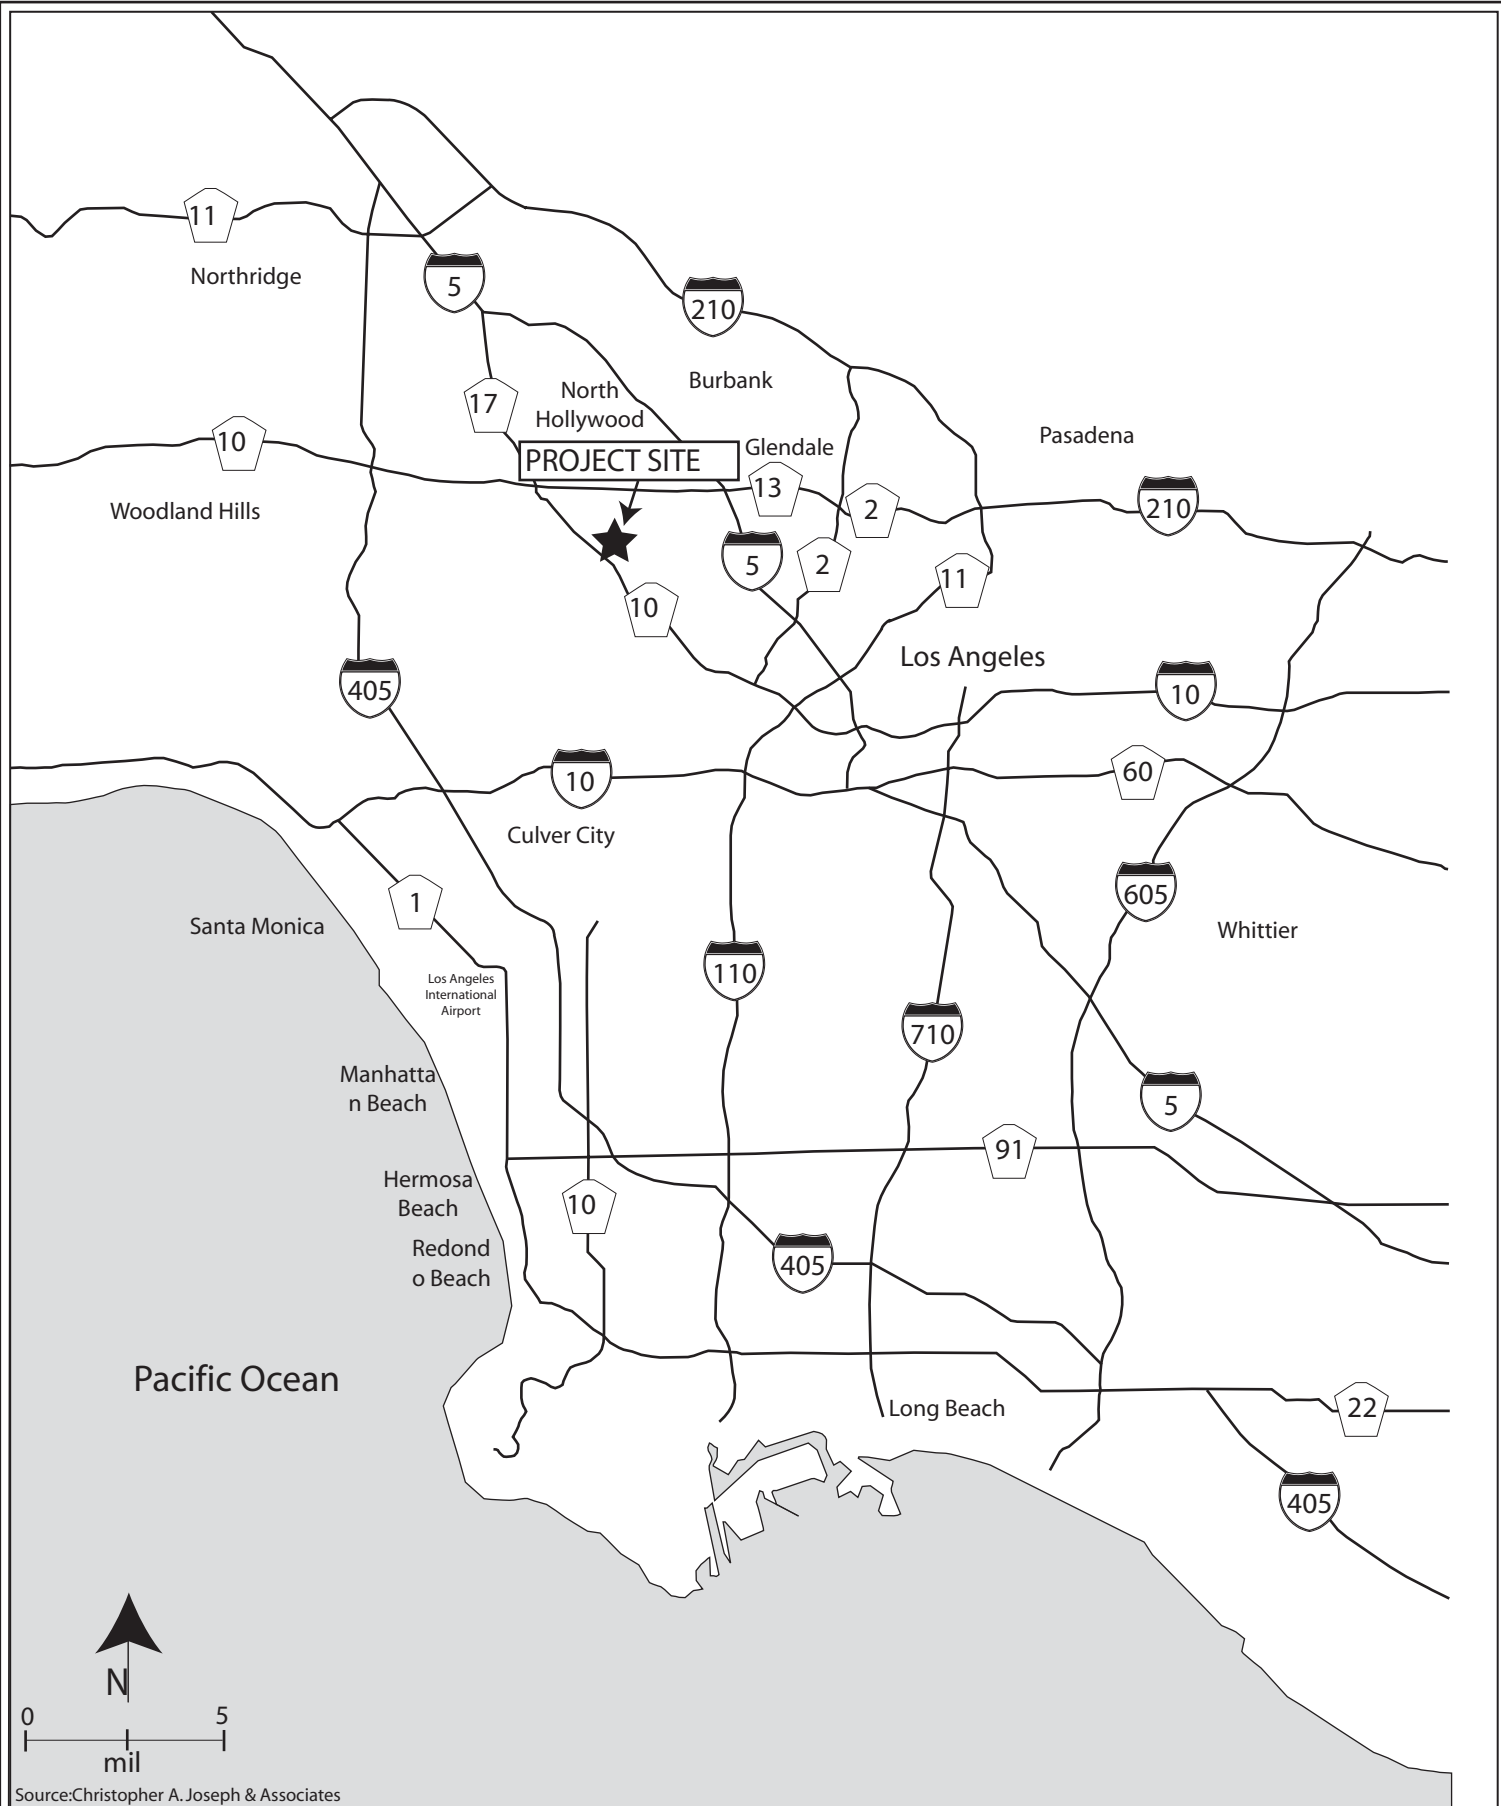 11
Northridge
5
210
Burbank
17
North
Hollywood
Pasadena
10
PROJECT SITE
Glendale
13
2
210
Woodland Hills
5
2
11
10
Los Angeles
405
10
10
60
Culver City
1
605
Santa Monica
Whittier
110
Los Angeles
International
Airport
710
Manhatta
n Beach
5
91
Hermosa
Beach
10
Redond
o Beach
405
Pacific Ocean
Long Beach
22
405
N
0 5
mil
Source:Christopher A. Joseph & Associates